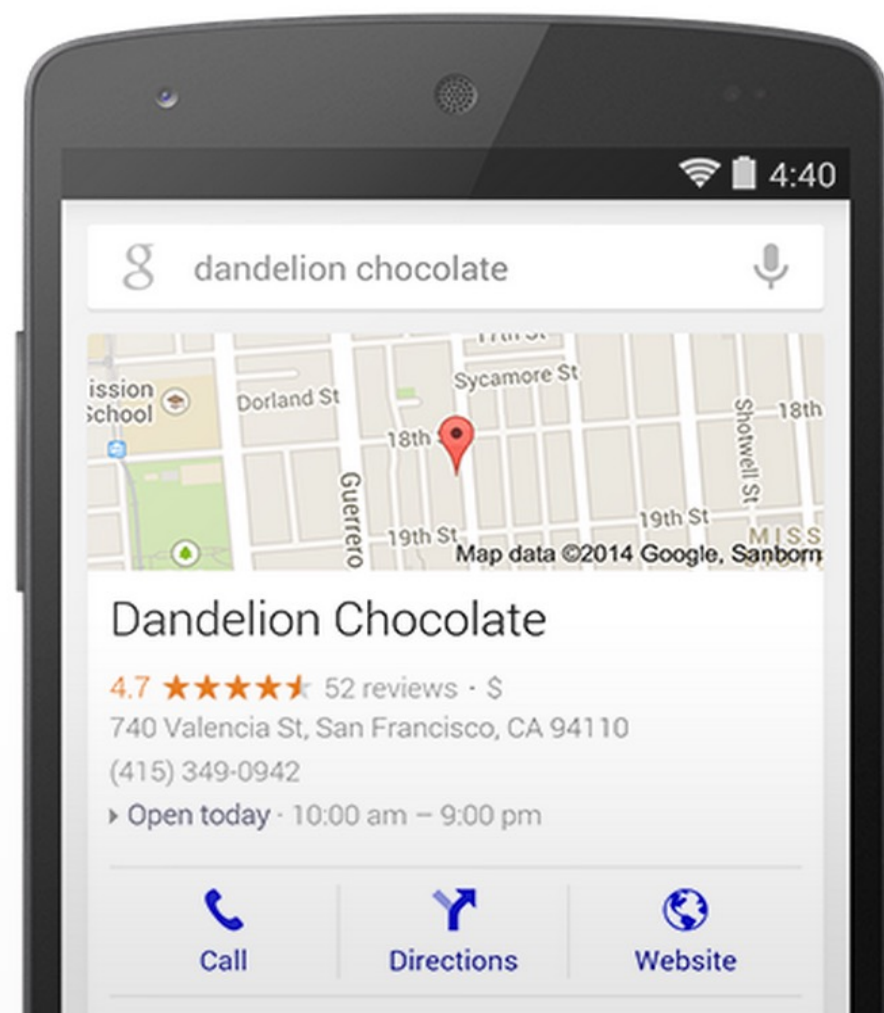 4:40
g dandelion chocolate
17th St
Sycamore St
ission
School
Dorland St
18th
18th
Shotwell St
Guerrero
19th St
19th St
MISS
Map data ©2014 Google, Sanborn
Dandelion Chocolate
4.7 52 reviews · $
740 Valencia St, San Francisco, CA 94110
(415) 349-0942
Open today · 10:00 am – 9:00 pm
Call Directions Website